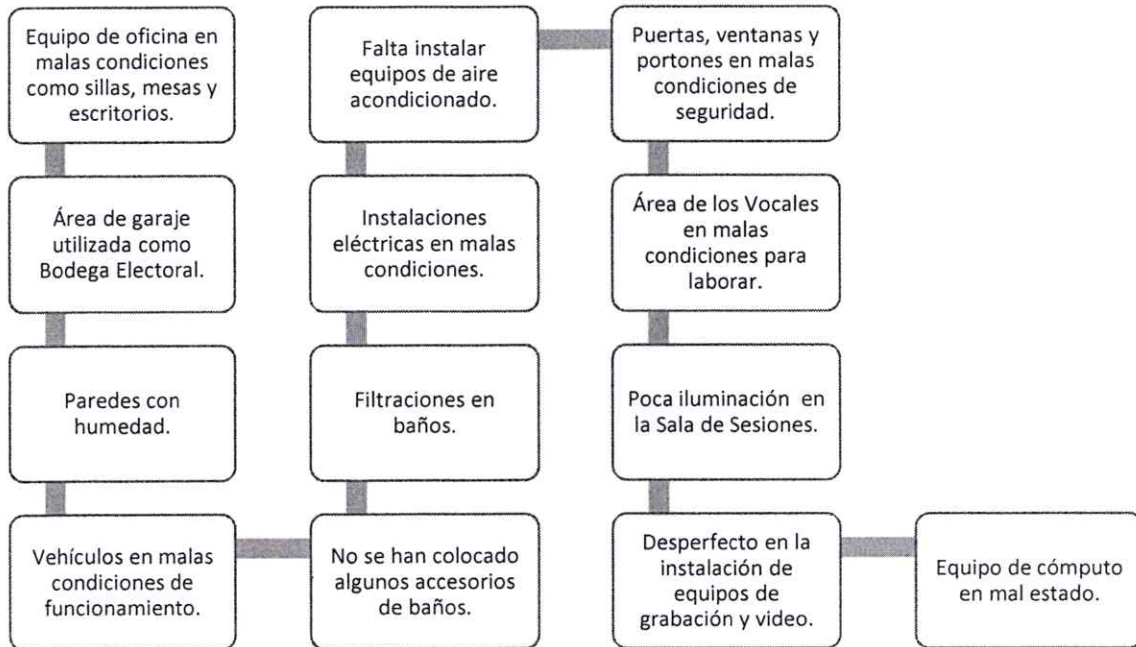 Equipo de oficina en
malas condiciones
como sillas, mesas y
escritorios.
Área de garaje
utilizada como
Bodega Electoral.
Paredes con
humedad.
Vehículos en malas
condiciones de
funcionamiento.
No se han colocado
algunos accesorios
de baños.
Filtraciones en
baños.
Instalaciones
eléctricas en malas
condiciones.
Falta instalar
equipos de aire
acondicionado.
Puertas, ventanas y
portones en malas
condiciones de
seguridad.
Área de los Vocales
en malas
condiciones para
laborar.
Poca iluminación en
la Sala de Sesiones.
Desperfecto en la
instalación de
equipos de
grabación y video.
Equipo de cómputo
en mal estado.